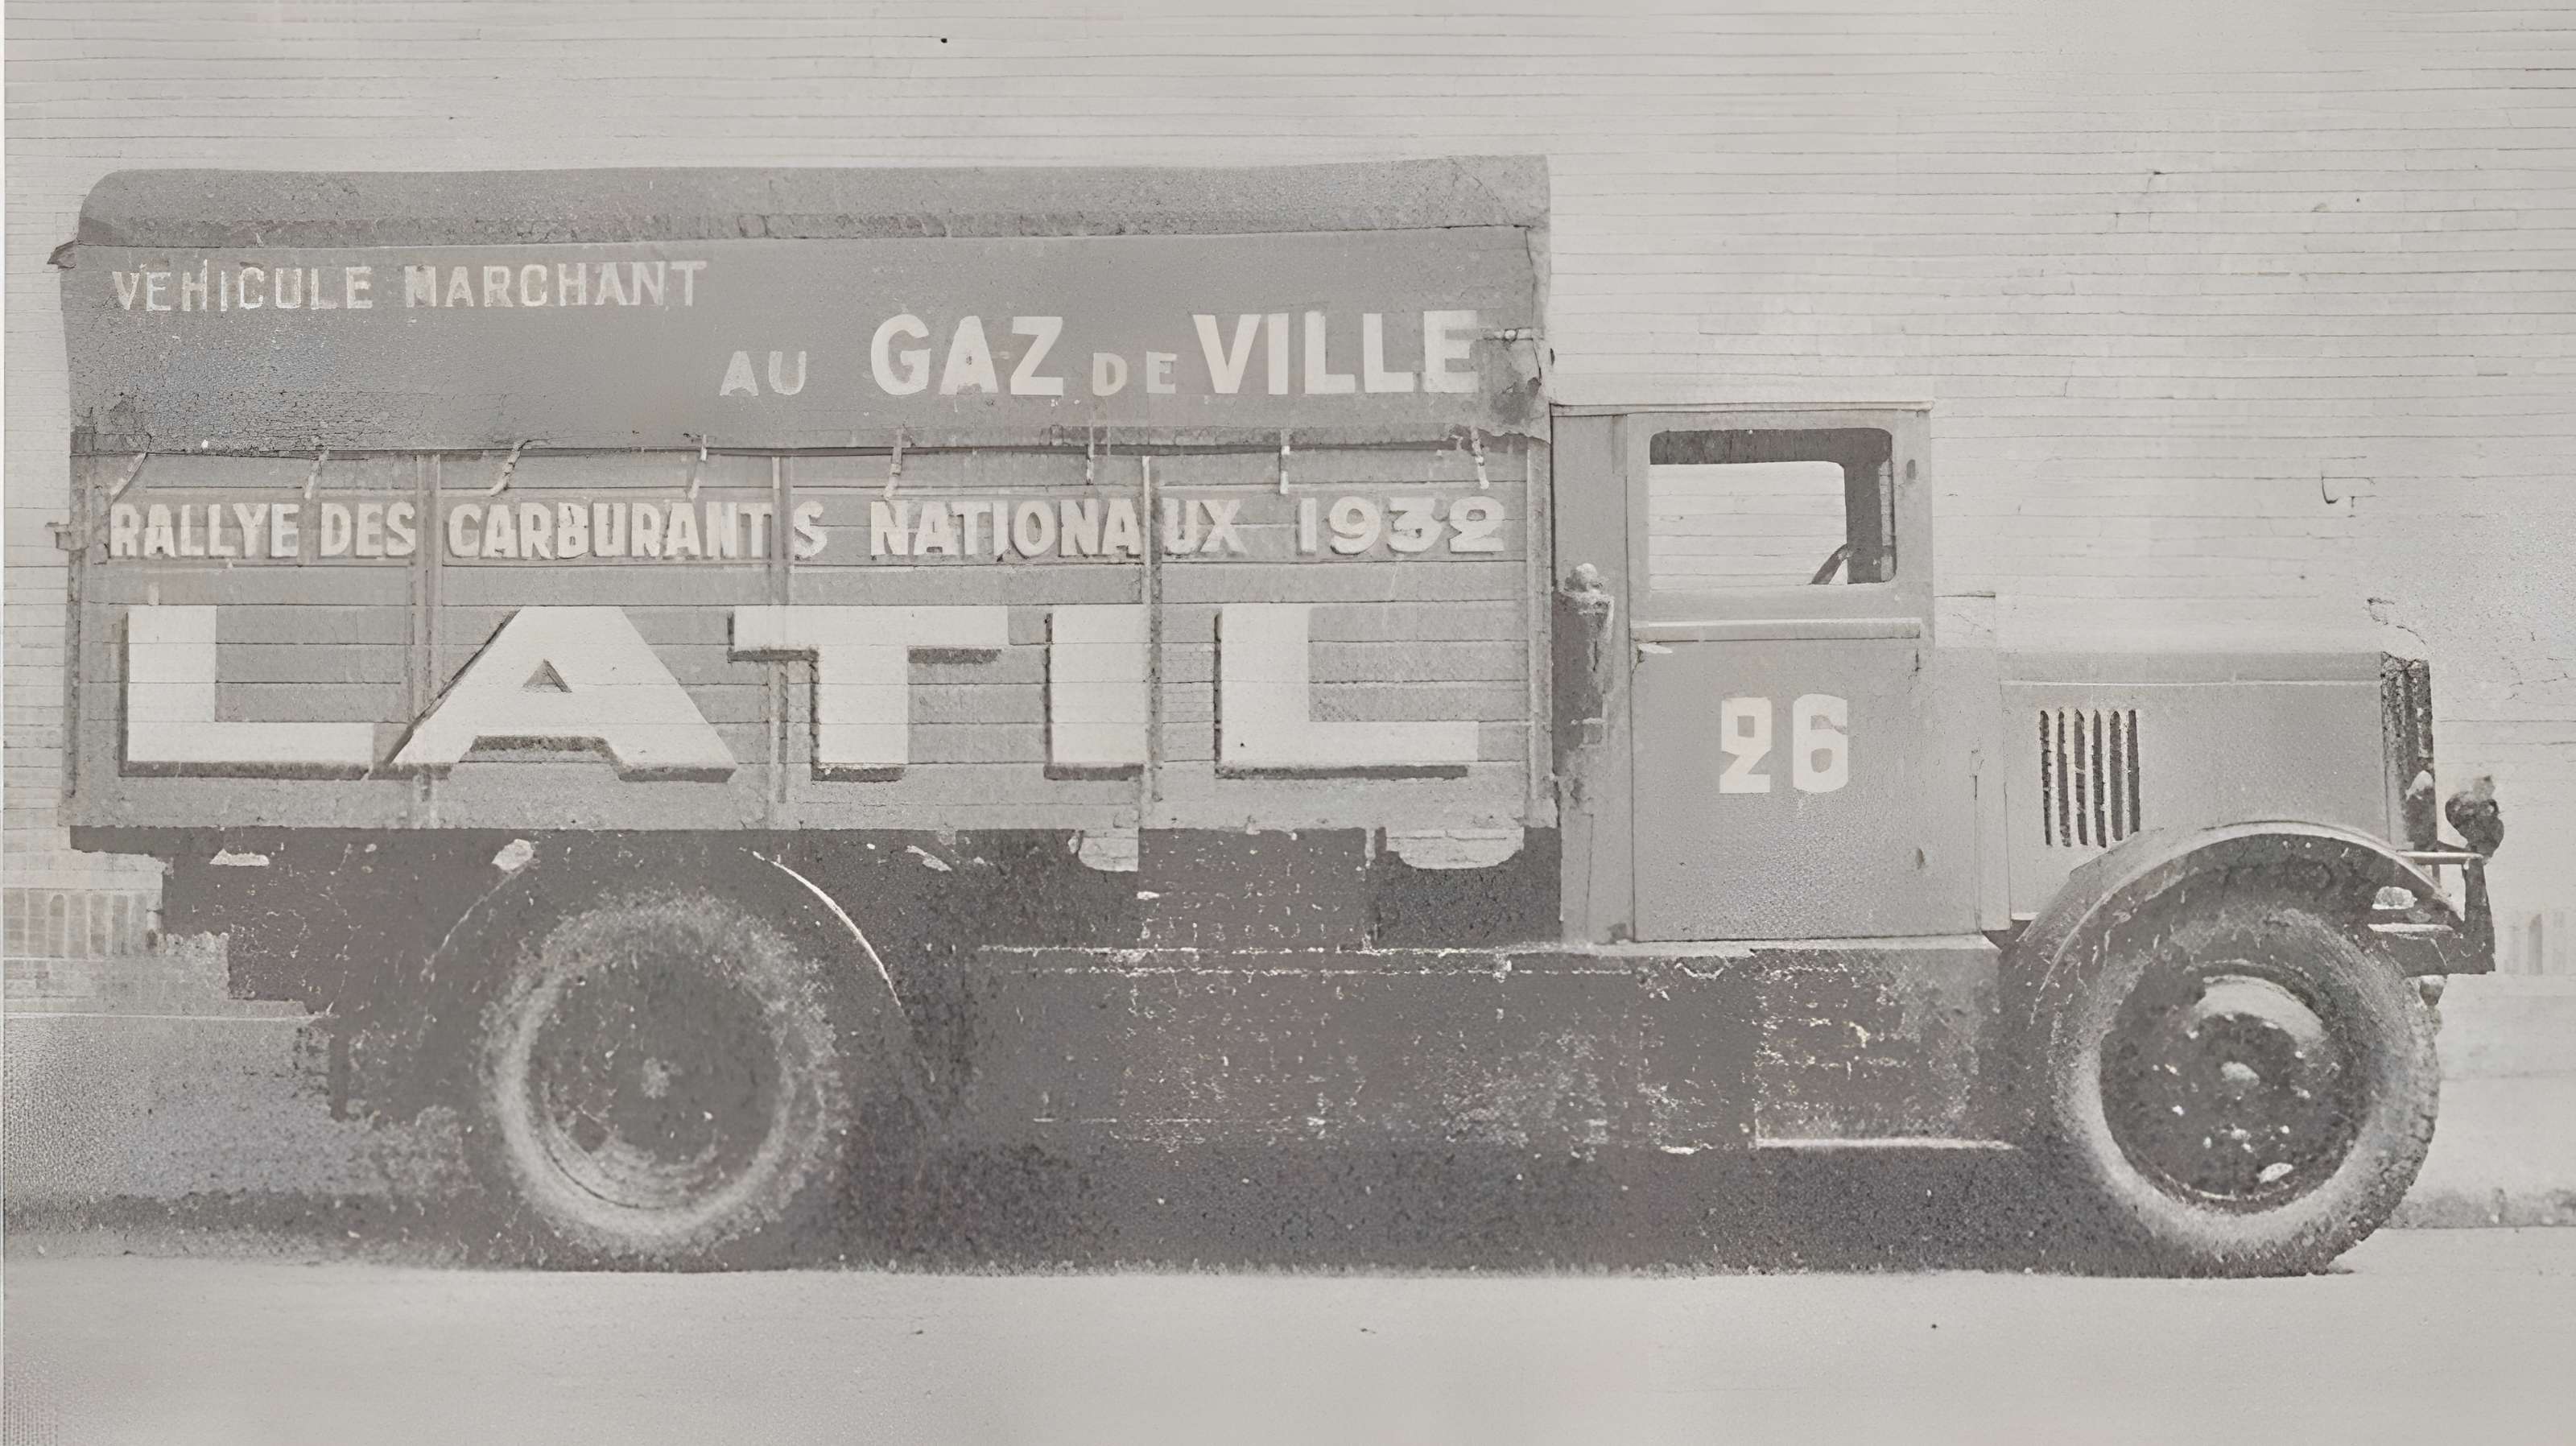 VEHICULE MARCHANT
AU GAZ DE VILLE
RALLYE DES CARBURANTS NATIONAUX 1932
LATIL
26